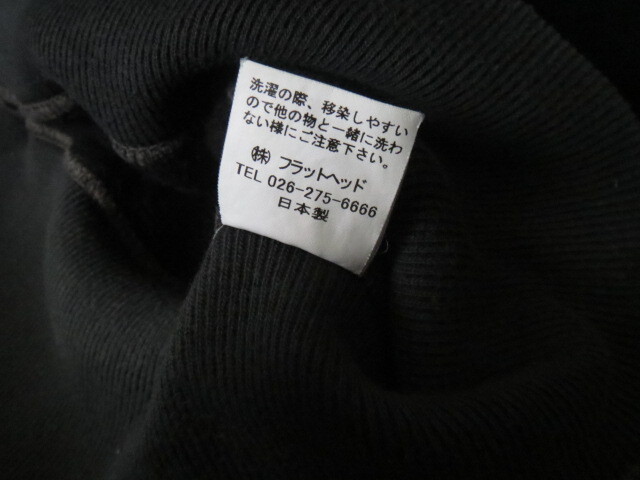 洗濯の際、移染しやすい
ので他の物と一緒に洗わ
ない様にご注意下さい。
㈱ フラットヘッド
TEL 026-275-6666
日本製